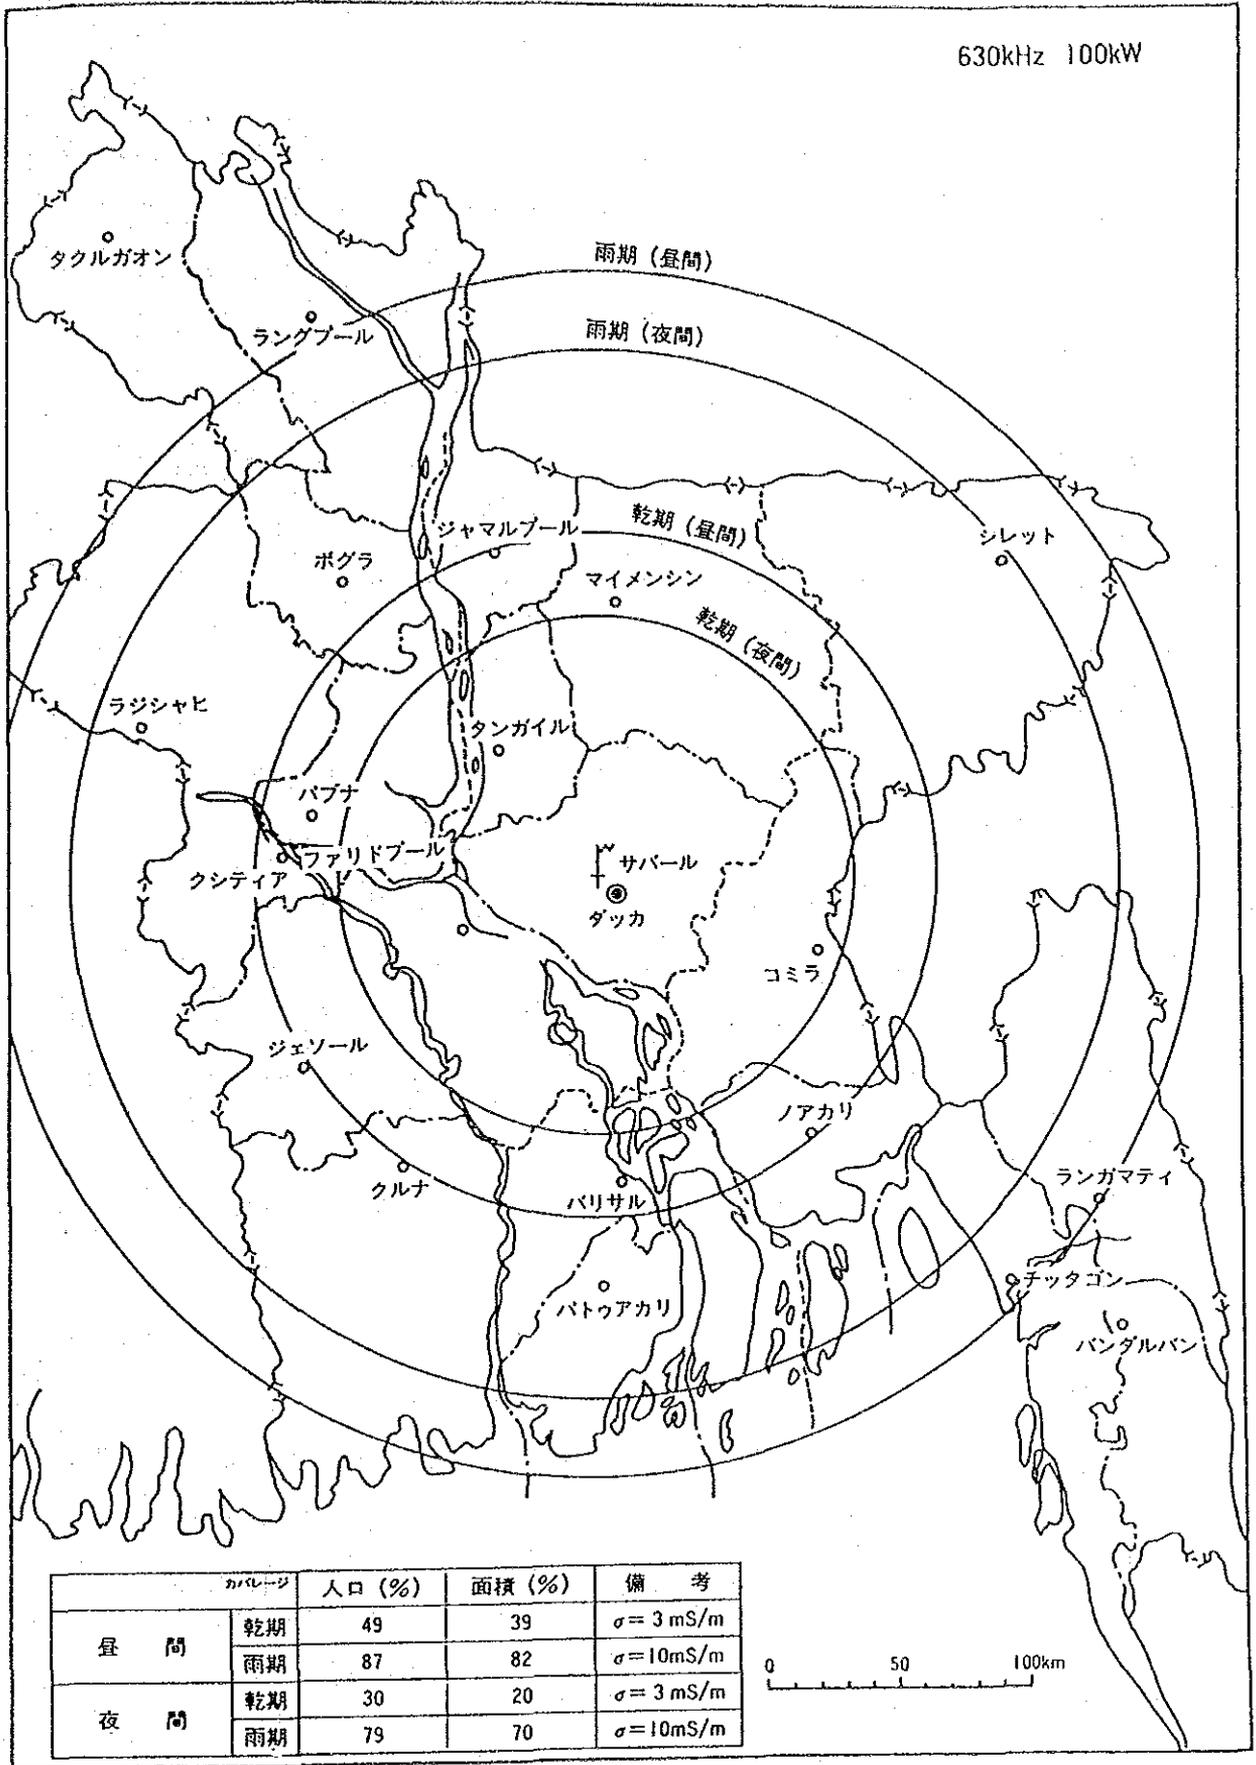 630kHz 100kW
雨期 (昼間)
タクルガオン
ラングプール
雨期 (夜間)
乾期 (昼間)
ジャマルプール
シレット
ボグラ
マイメンシン
乾期 (夜間)
ラジシャヒ
タンガイル
パブナ
ファリドプール
サバール
クシティア
ダッカ
コミラ
ジェソール
ノアカリ
ランガマティ
クルナ
バリサル
チッタゴン
パトゥアカリ
バンダルバン
カバレージ 人口 (%) 面積 (%) 備 考
昼 間 乾期 49 39 σ= 3 mS/m
雨期 87 82 σ=10mS/m
夜 間 乾期 30 20 σ= 3 mS/m
雨期 79 70 σ=10mS/m
0 50 100km